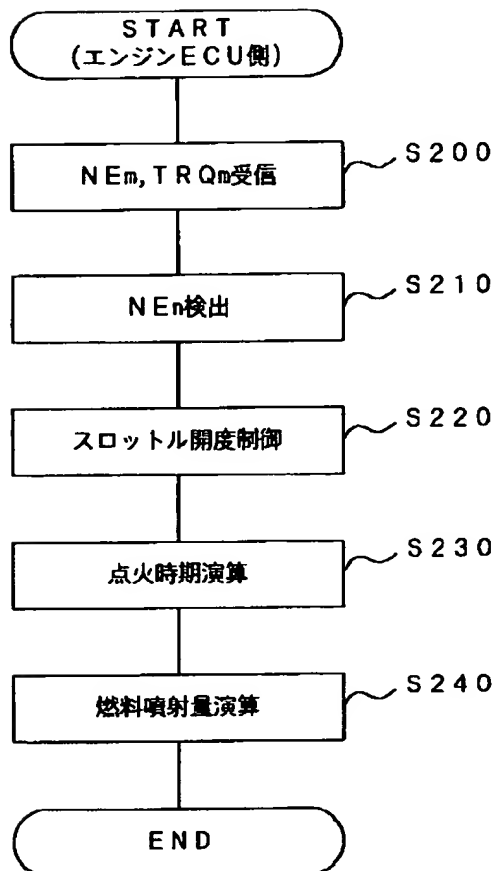 START
(エンジンECU側)
NEm,TRQm受信
S200
NEn検出
S210
スロットル開度制御
S220
点火時期演算
S230
燃料噴射量演算
S240
END